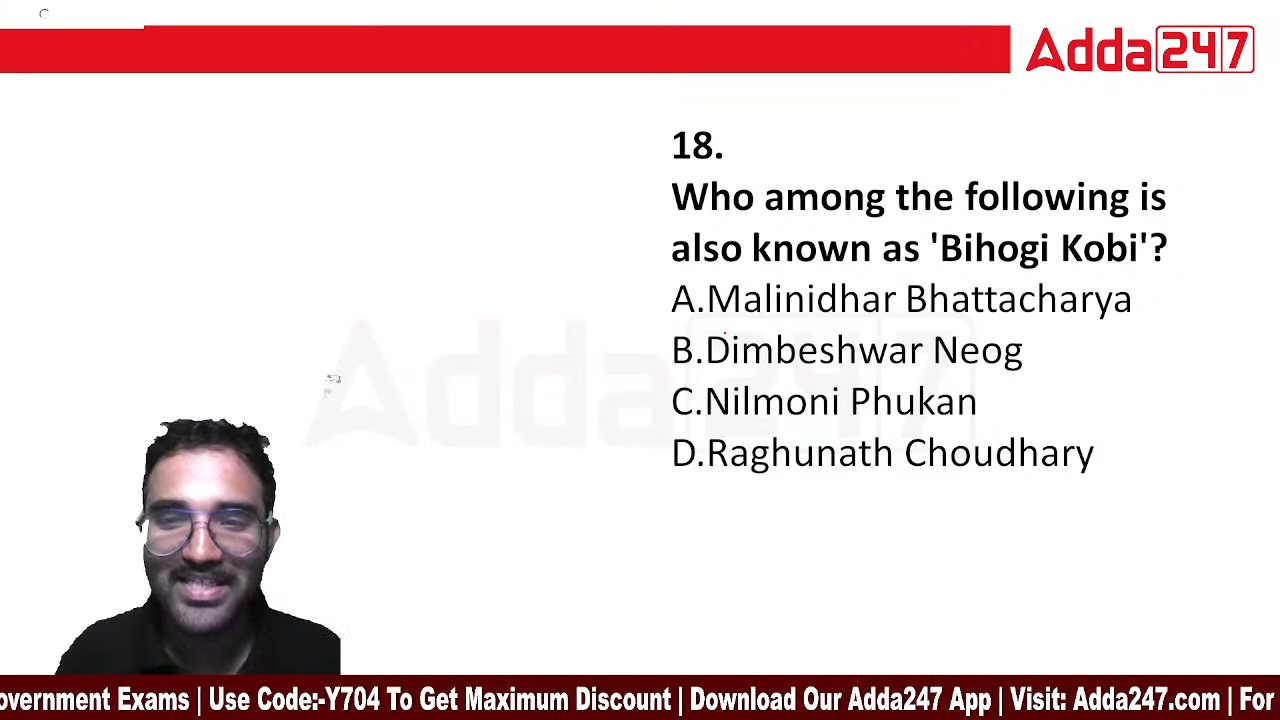 Adda247
18.
Who among the following is
also known as 'Bihogi Kobi'?
A.Malinidhar Bhattacharya
B.Dimbeshwar Neog
C.Nilmoni Phukan
D.Raghunath Choudhary
Adda247
overnment Exams | Use Code:-Y704 To Get Maximum Discount | Download Our Adda247 App | Visit: Adda247.com | For